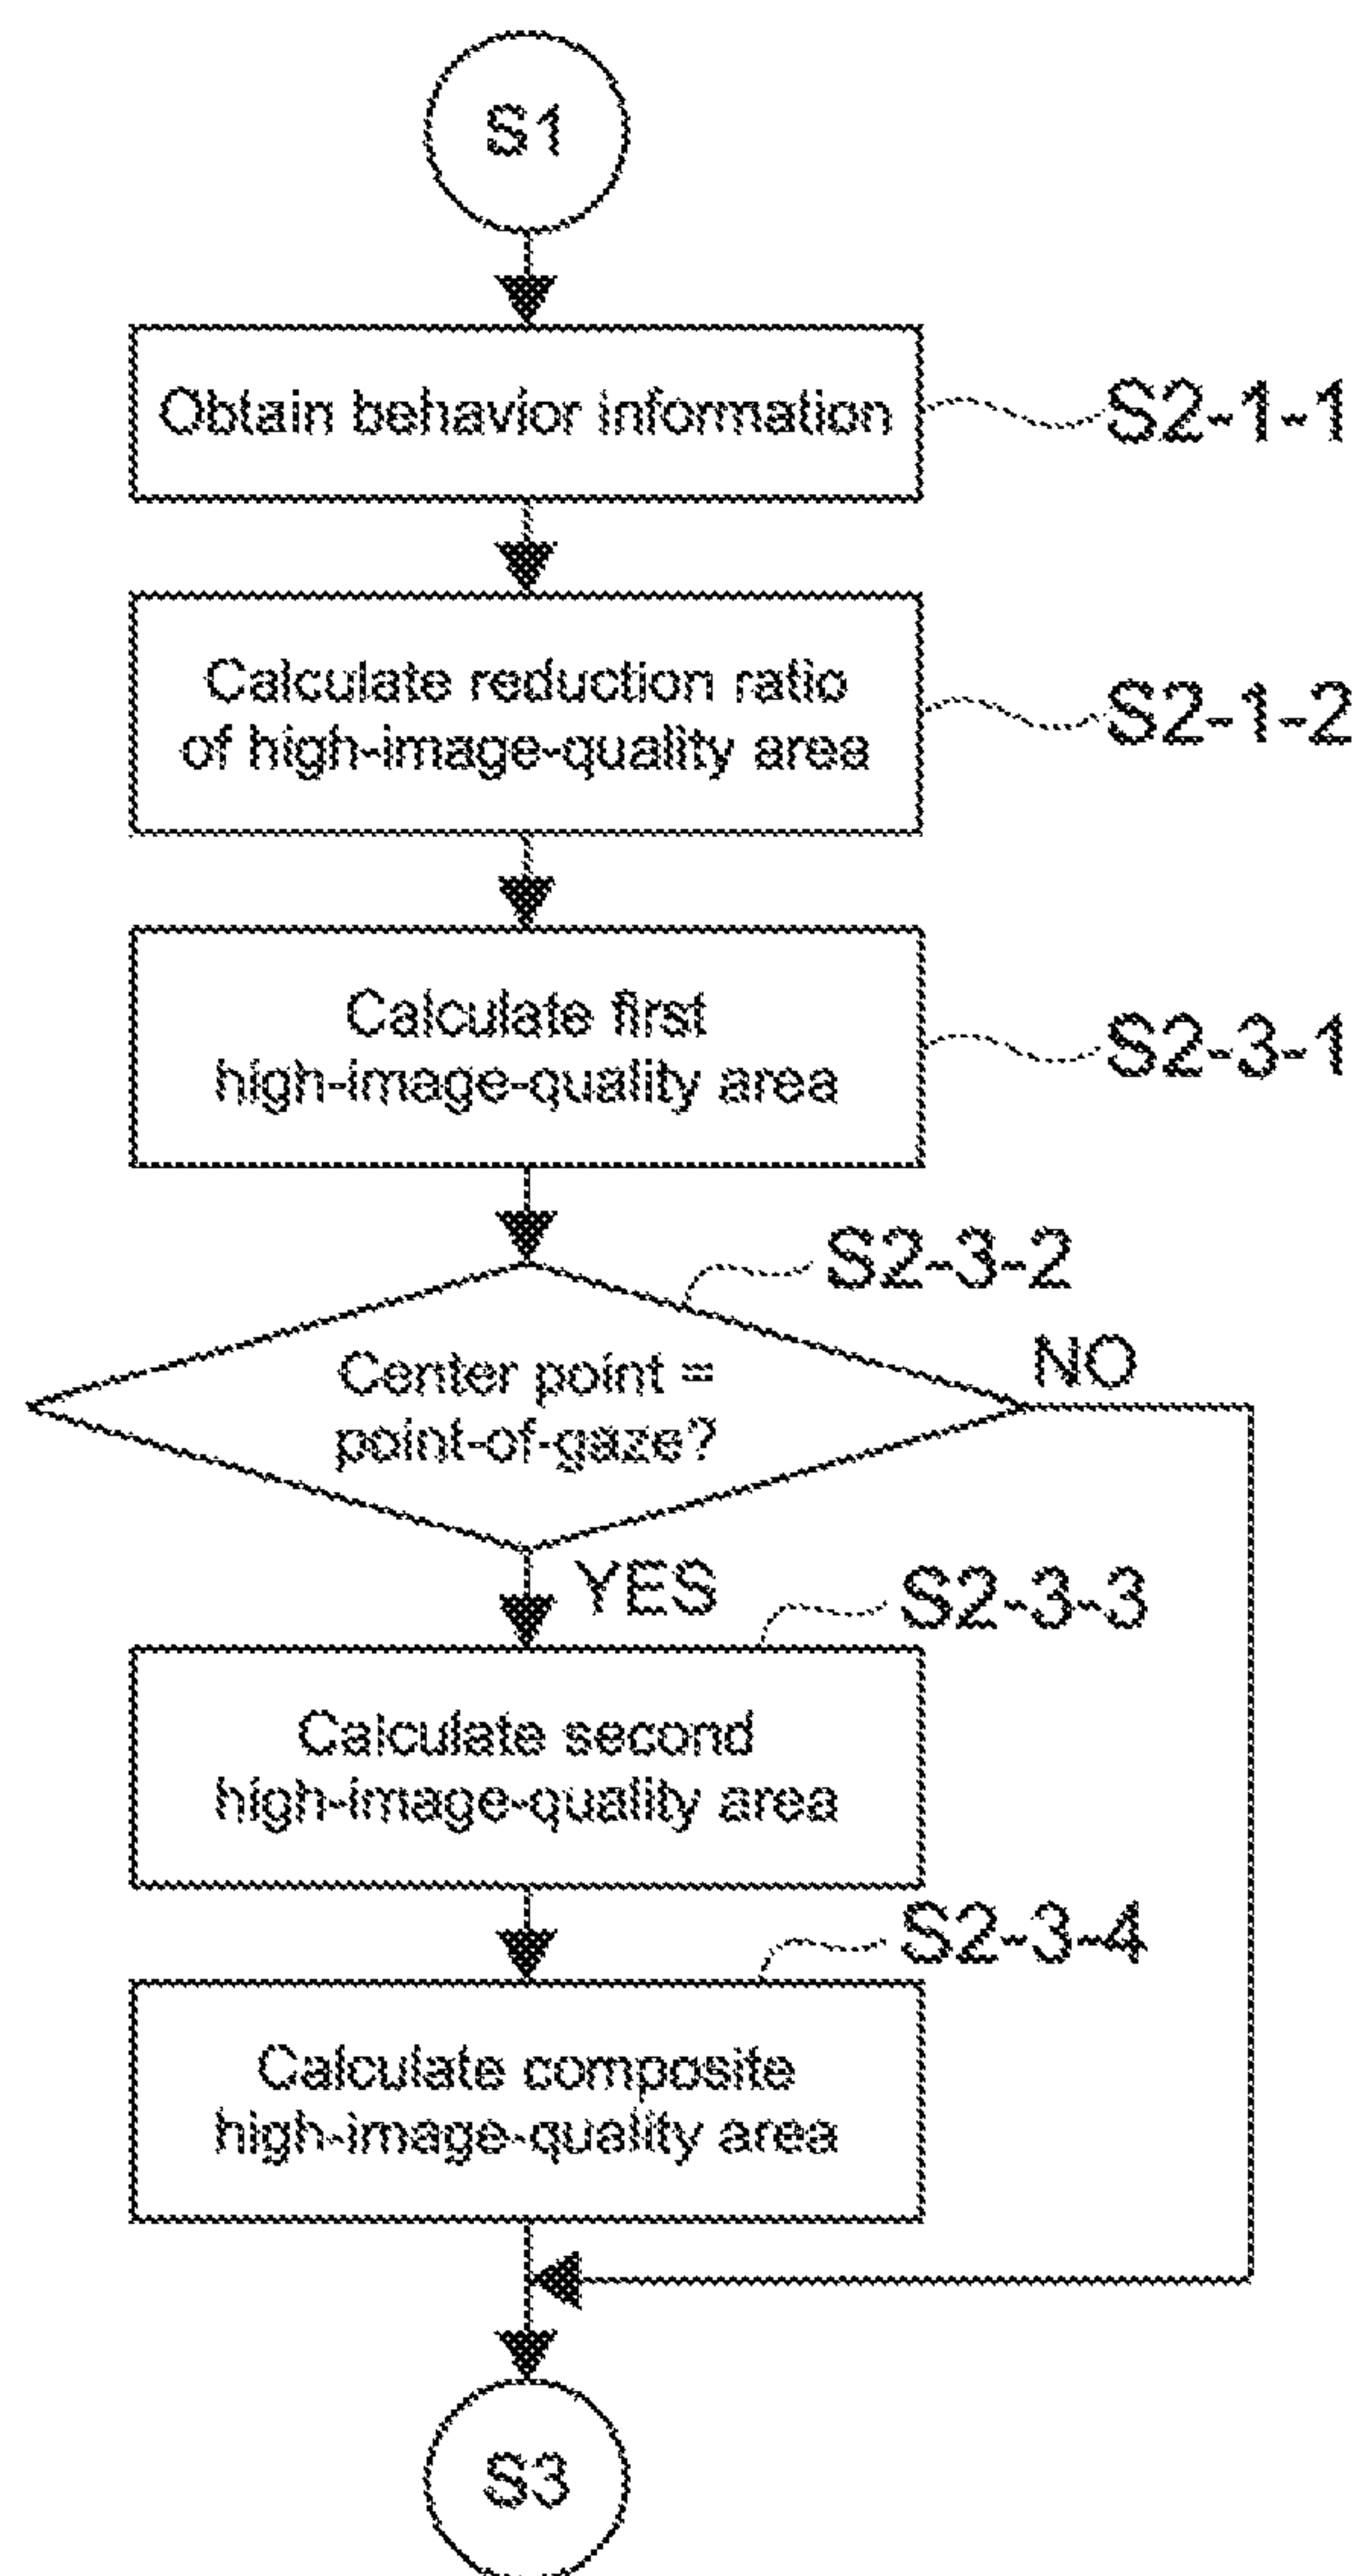 S1
Obtain behavior information
S2-1-1
Calculate reduction ratio
of high-image-quality area
S2-1-2
Calculate first
high-image-quality area
S2-3-1
S2-3-2
Center point =
point-of-gaze?
NO
YES
S2-3-3
Calculate second
high-image-quality area
S2-3-4
Calculate composite
high-image-quality area
S3